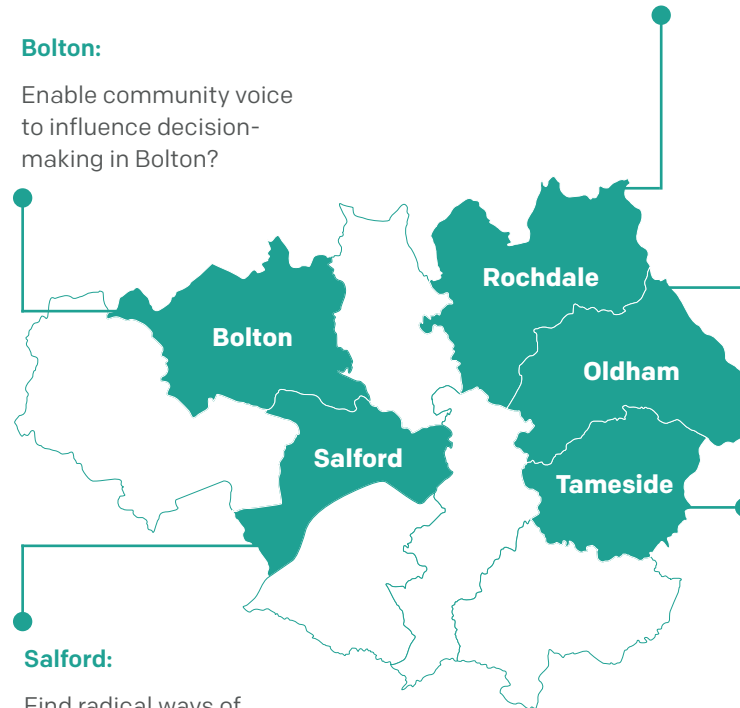 Bolton:
Enable community voice
to influence decision-
making in Bolton?
Rochdale
Bolton
Oldham
Salford
Tameside
Salford:
Find radical ways of